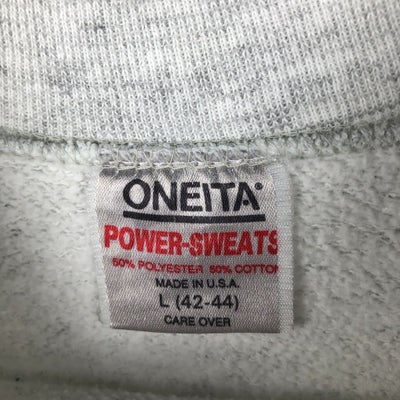 ONEITA®
POWER-SWEATS
50% POLYESTER 50% COTTON
MADE IN U.S.A.
L (42-44)
CARE OVER